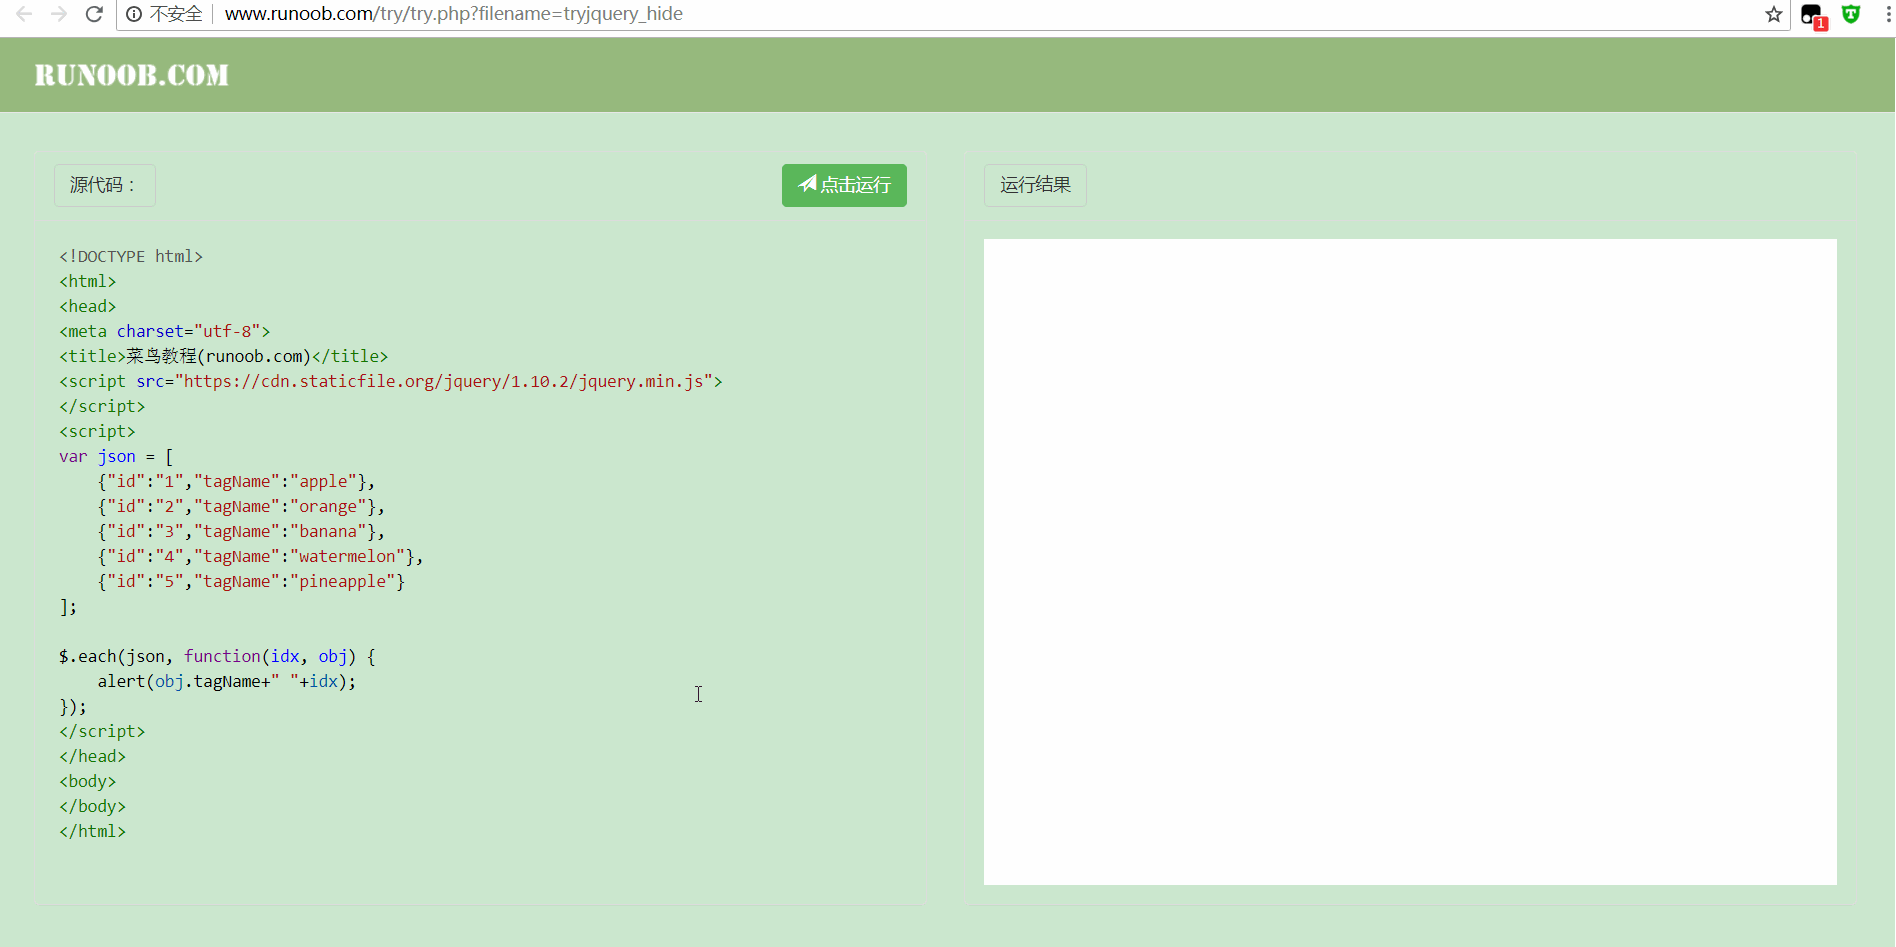 不安全 www.runoob.com/try/try.php?filename=tryjquery_hide
1
RUNOOB.COM
源代码：
点击运行
运行结果
<!DOCTYPE html>
<html>
<head>
<meta charset="utf-8">
<title>菜鸟教程(runoob.com)</title>
<script src="https://cdn.staticfile.org/jquery/1.10.2/jquery.min.js">
</script>
<script>
var json = [
    {"id":"1","tagName":"apple"},
    {"id":"2","tagName":"orange"},
    {"id":"3","tagName":"banana"},
    {"id":"4","tagName":"watermelon"},
    {"id":"5","tagName":"pineapple"}
];
$.each(json, function(idx, obj) {
    alert(obj.tagName+" "+idx);
});
</script>
</head>
<body>
</body>
</html>